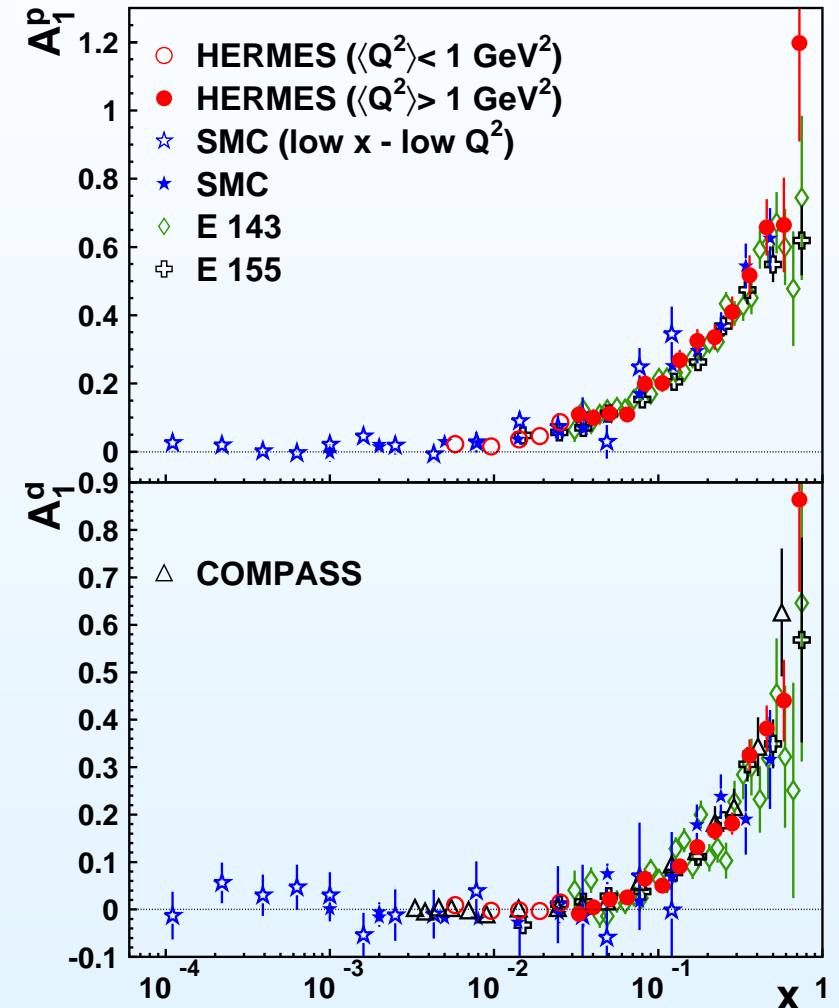 A₁ᵖ
1.2
1
0.8
0.6
0.4
0.2
0
HERMES (⟨Q²⟩< 1 GeV²)
HERMES (⟨Q²⟩> 1 GeV²)
SMC (low x - low Q²)
SMC
E 143
E 155
A₁ᵈ
0.9
0.8
0.7
0.6
0.5
0.4
0.3
0.2
0.1
0
-0.1
COMPASS
10⁻⁴ 10⁻³ 10⁻² 10⁻¹ x 1